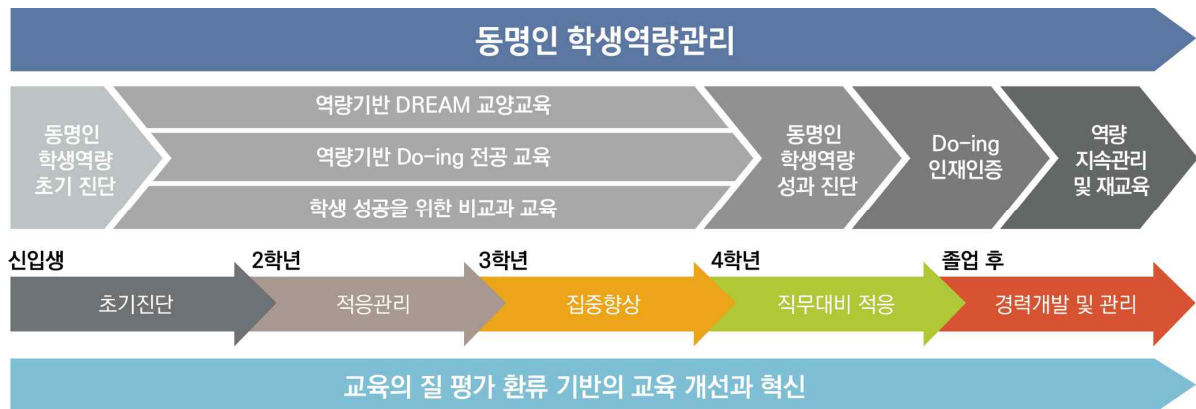 동명인 학생역량관리
동명인
학생역량
초기 진단
역량기반 DREAM 교양교육
역량기반 Do-ing 전공 교육
학생 성공을 위한 비교과 교육
동명인
학생역량
성과 진단
Do-ing
인재인증
역량
지속관리
및 재교육
신입생
2학년
3학년
4학년
졸업 후
초기진단
적응관리
집중향상
직무대비 적응
경력개발 및 관리
교육의 질 평가 환류 기반의 교육 개선과 혁신